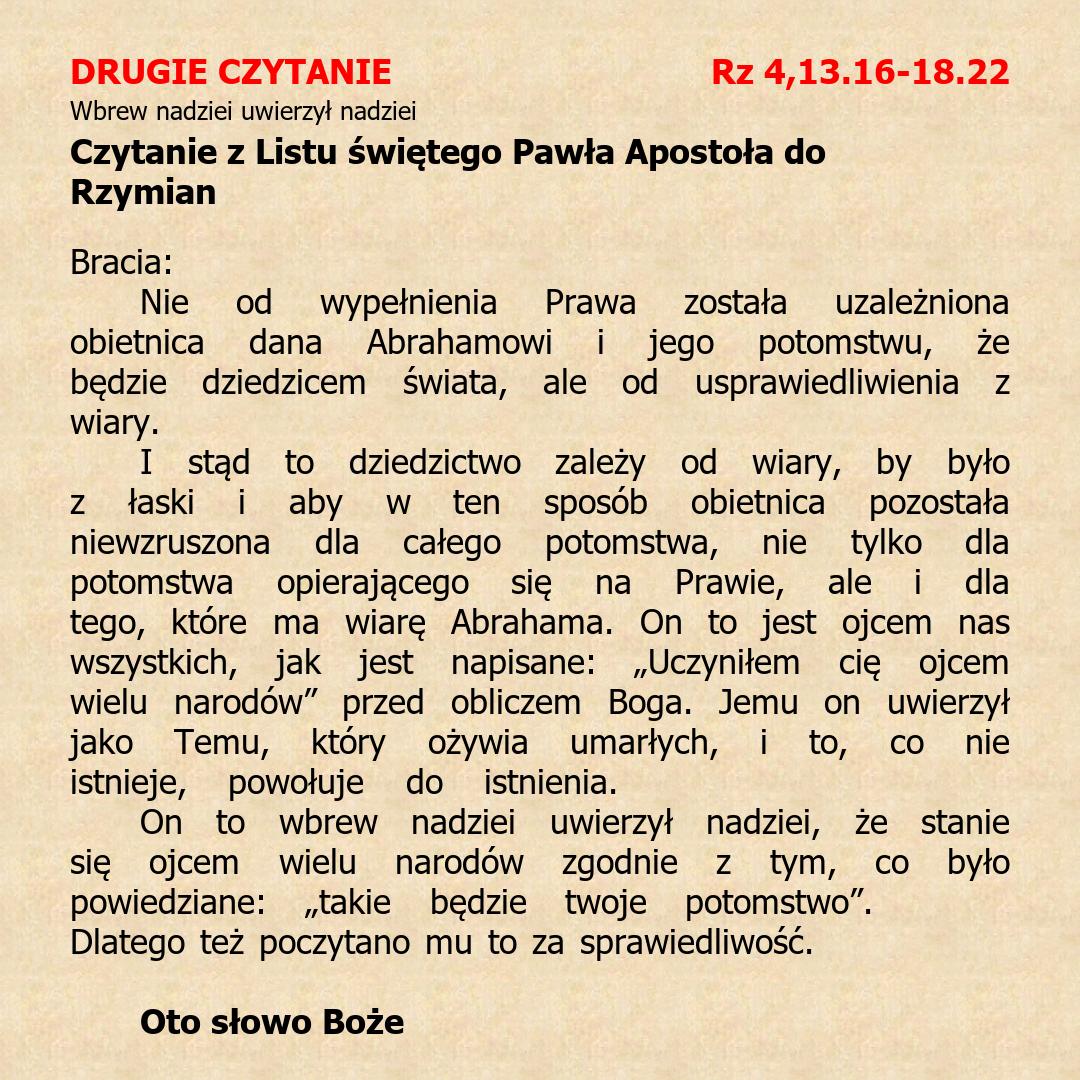 DRUGIE CZYTANIE Rz 4,13.16-18.22
Wbrew nadziei uwierzył nadziei
Czytanie z Listu świętego Pawła Apostoła do
Rzymian
Bracia:
Nie od wypełnienia Prawa została uzależniona
obietnica dana Abrahamowi i jego potomstwu, że
będzie dziedzicem świata, ale od usprawiedliwienia z
wiary.
I stąd to dziedzictwo zależy od wiary, by było
z łaski i aby w ten sposób obietnica pozostała
niewzruszona dla całego potomstwa, nie tylko dla
potomstwa opierającego się na Prawie, ale i dla
tego, które ma wiarę Abrahama. On to jest ojcem nas
wszystkich, jak jest napisane: „Uczyniłem cię ojcem
wielu narodów” przed obliczem Boga. Jemu on uwierzył
jako Temu, który ożywia umarłych, i to, co nie
istnieje, powołuje do istnienia.
On to wbrew nadziei uwierzył nadziei, że stanie
się ojcem wielu narodów zgodnie z tym, co było
powiedziane: „takie będzie twoje potomstwo”.
Dlatego też poczytano mu to za sprawiedliwość.
Oto słowo Boże